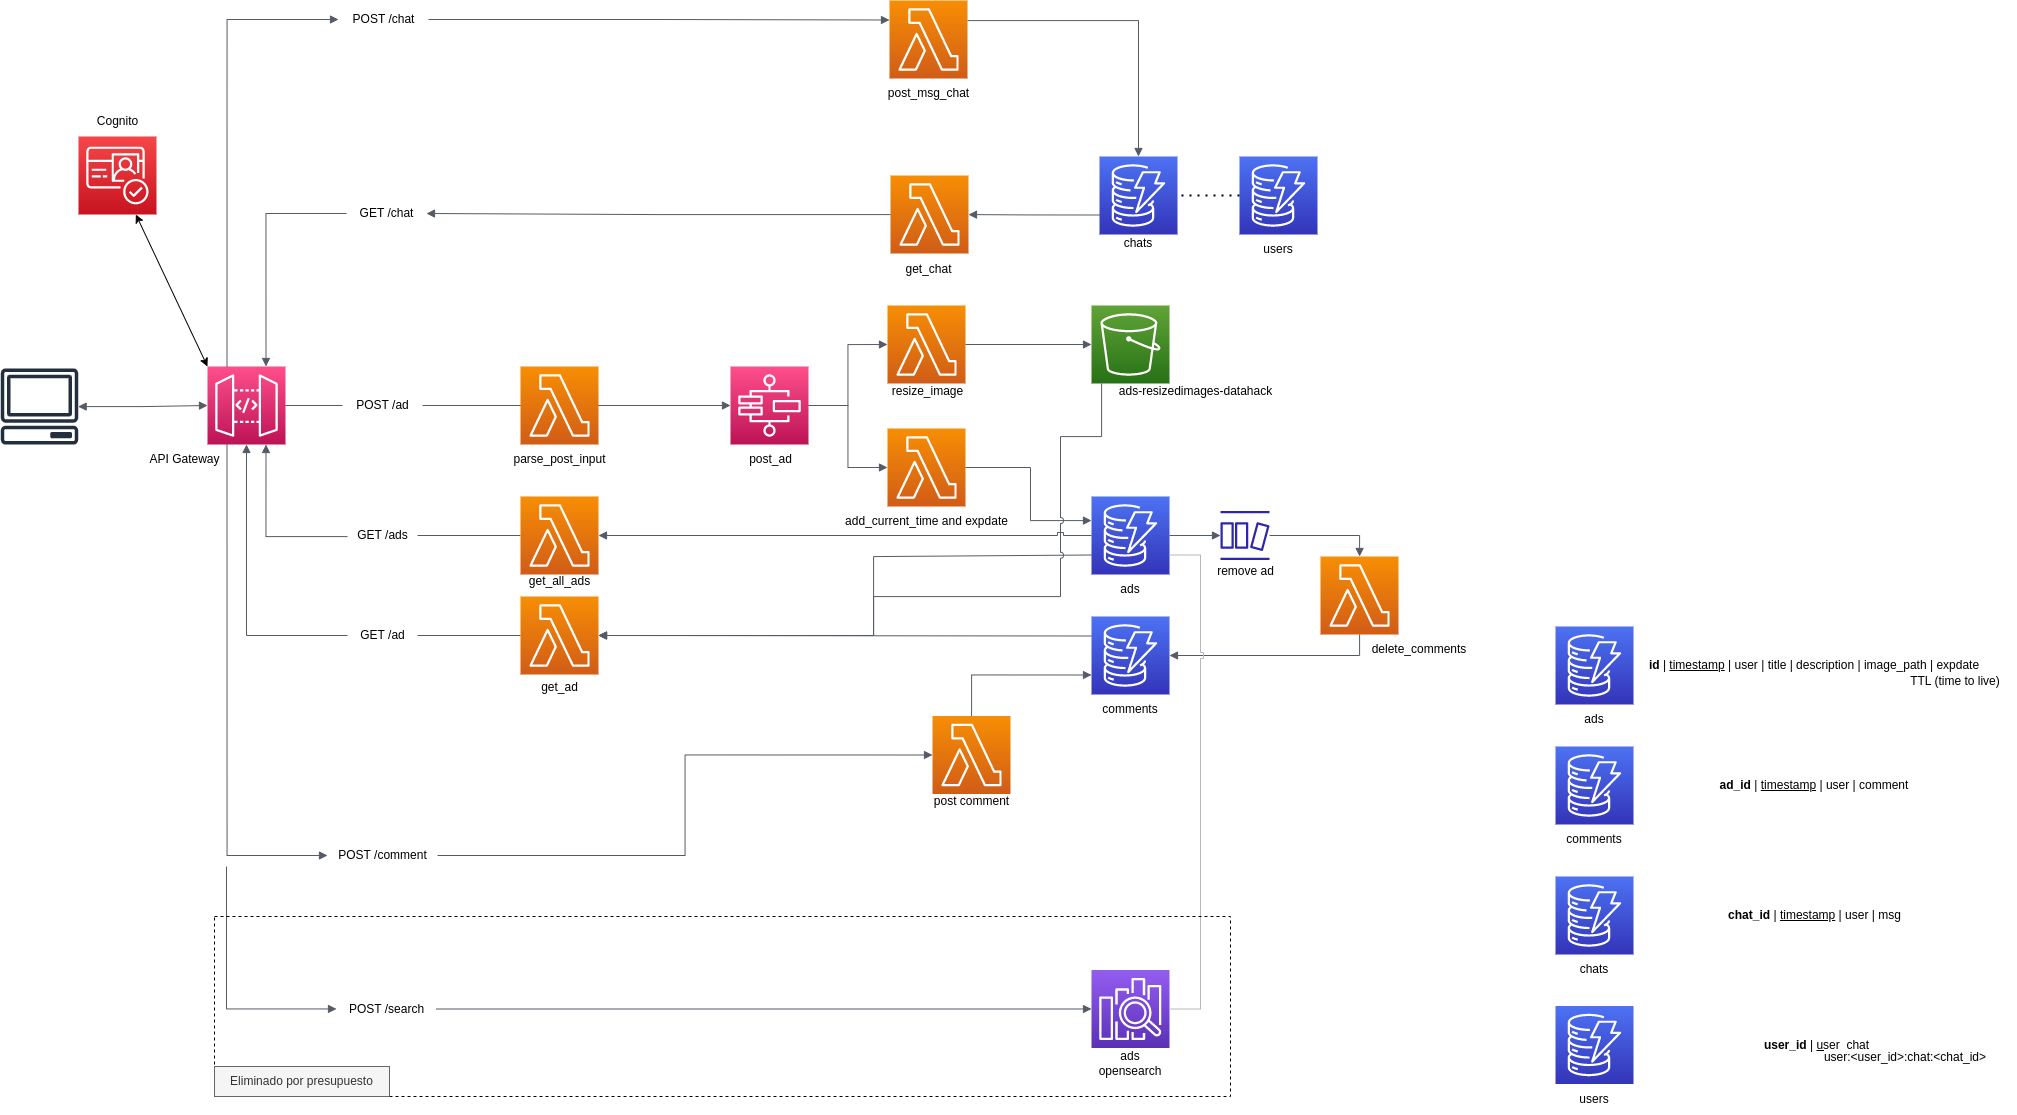 POST /chat
post_msg_chat
Cognito
GET /chat
get_chat
chats
users
resize_image
ads-resizedimages-datahack
POST /ad
API Gateway
parse_post_input
post_ad
add_current_time and expdate
GET /ads
get_all_ads
ads
remove ad
GET /ad
get_ad
comments
delete_comments
post comment
POST /comment
POST /search
ads
opensearch
Eliminado por presupuesto
id | timestamp | user | title | description | image_path | expdate
TTL (time to live)
ads
ad_id | timestamp | user | comment
comments
chat_id | timestamp | user | msg
chats
user_id | user_chat
user:<user_id>:chat:<chat_id>
users